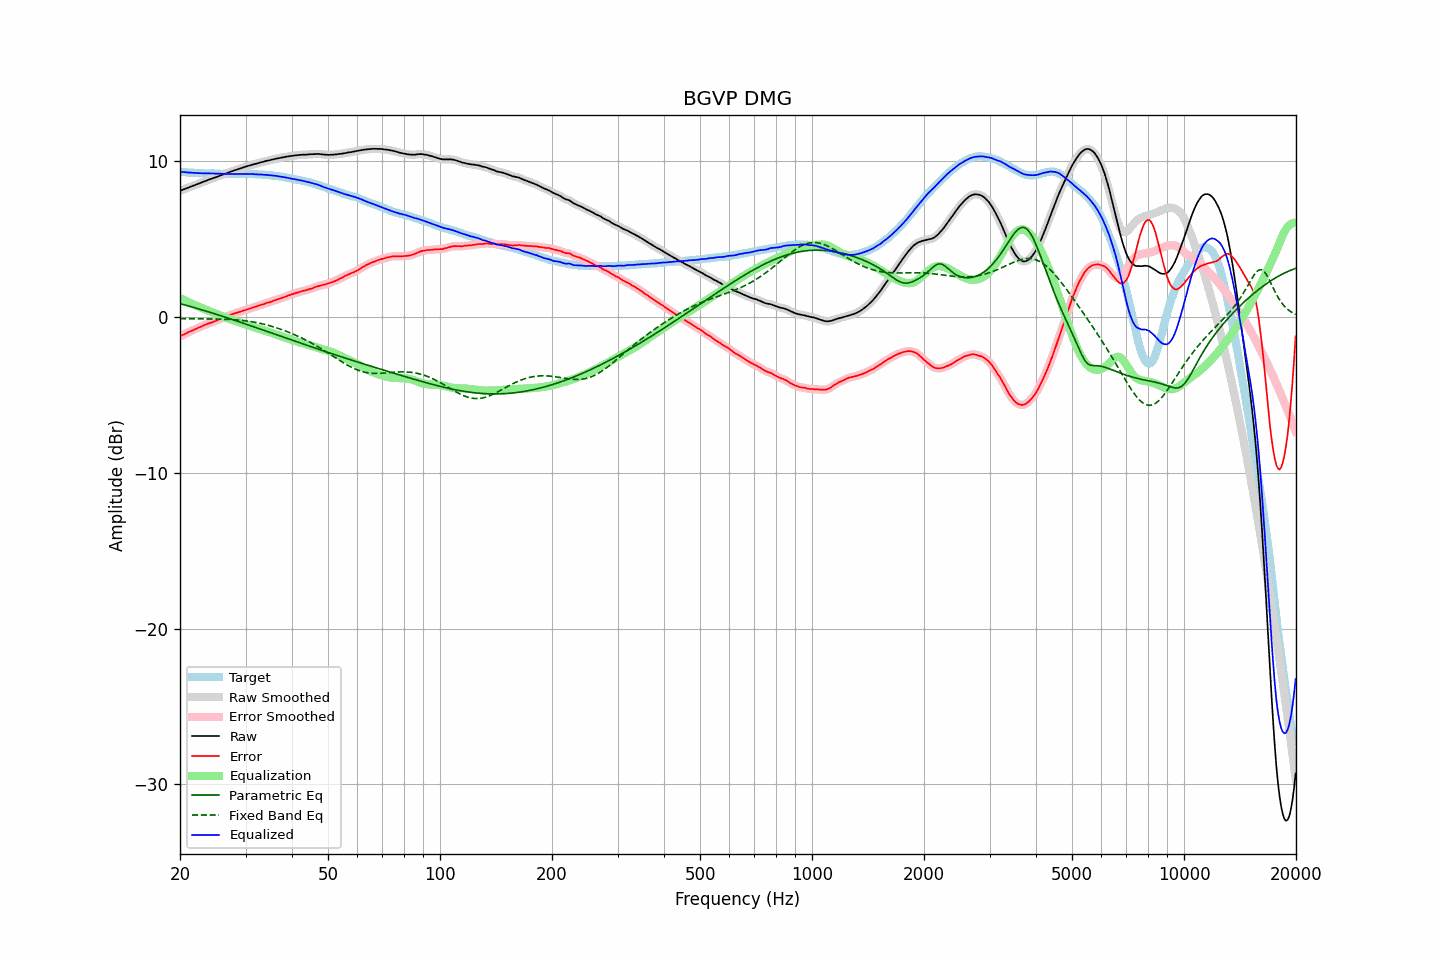 BGVP DMG
Amplitude (dBr)
10
0
−10
−20
−30
Target
Raw Smoothed
Error Smoothed
Raw
Error
Equalization
Parametric Eq
Fixed Band Eq
Equalized
20 50 100 200 500 1000 2000 5000 10000 20000
Frequency (Hz)